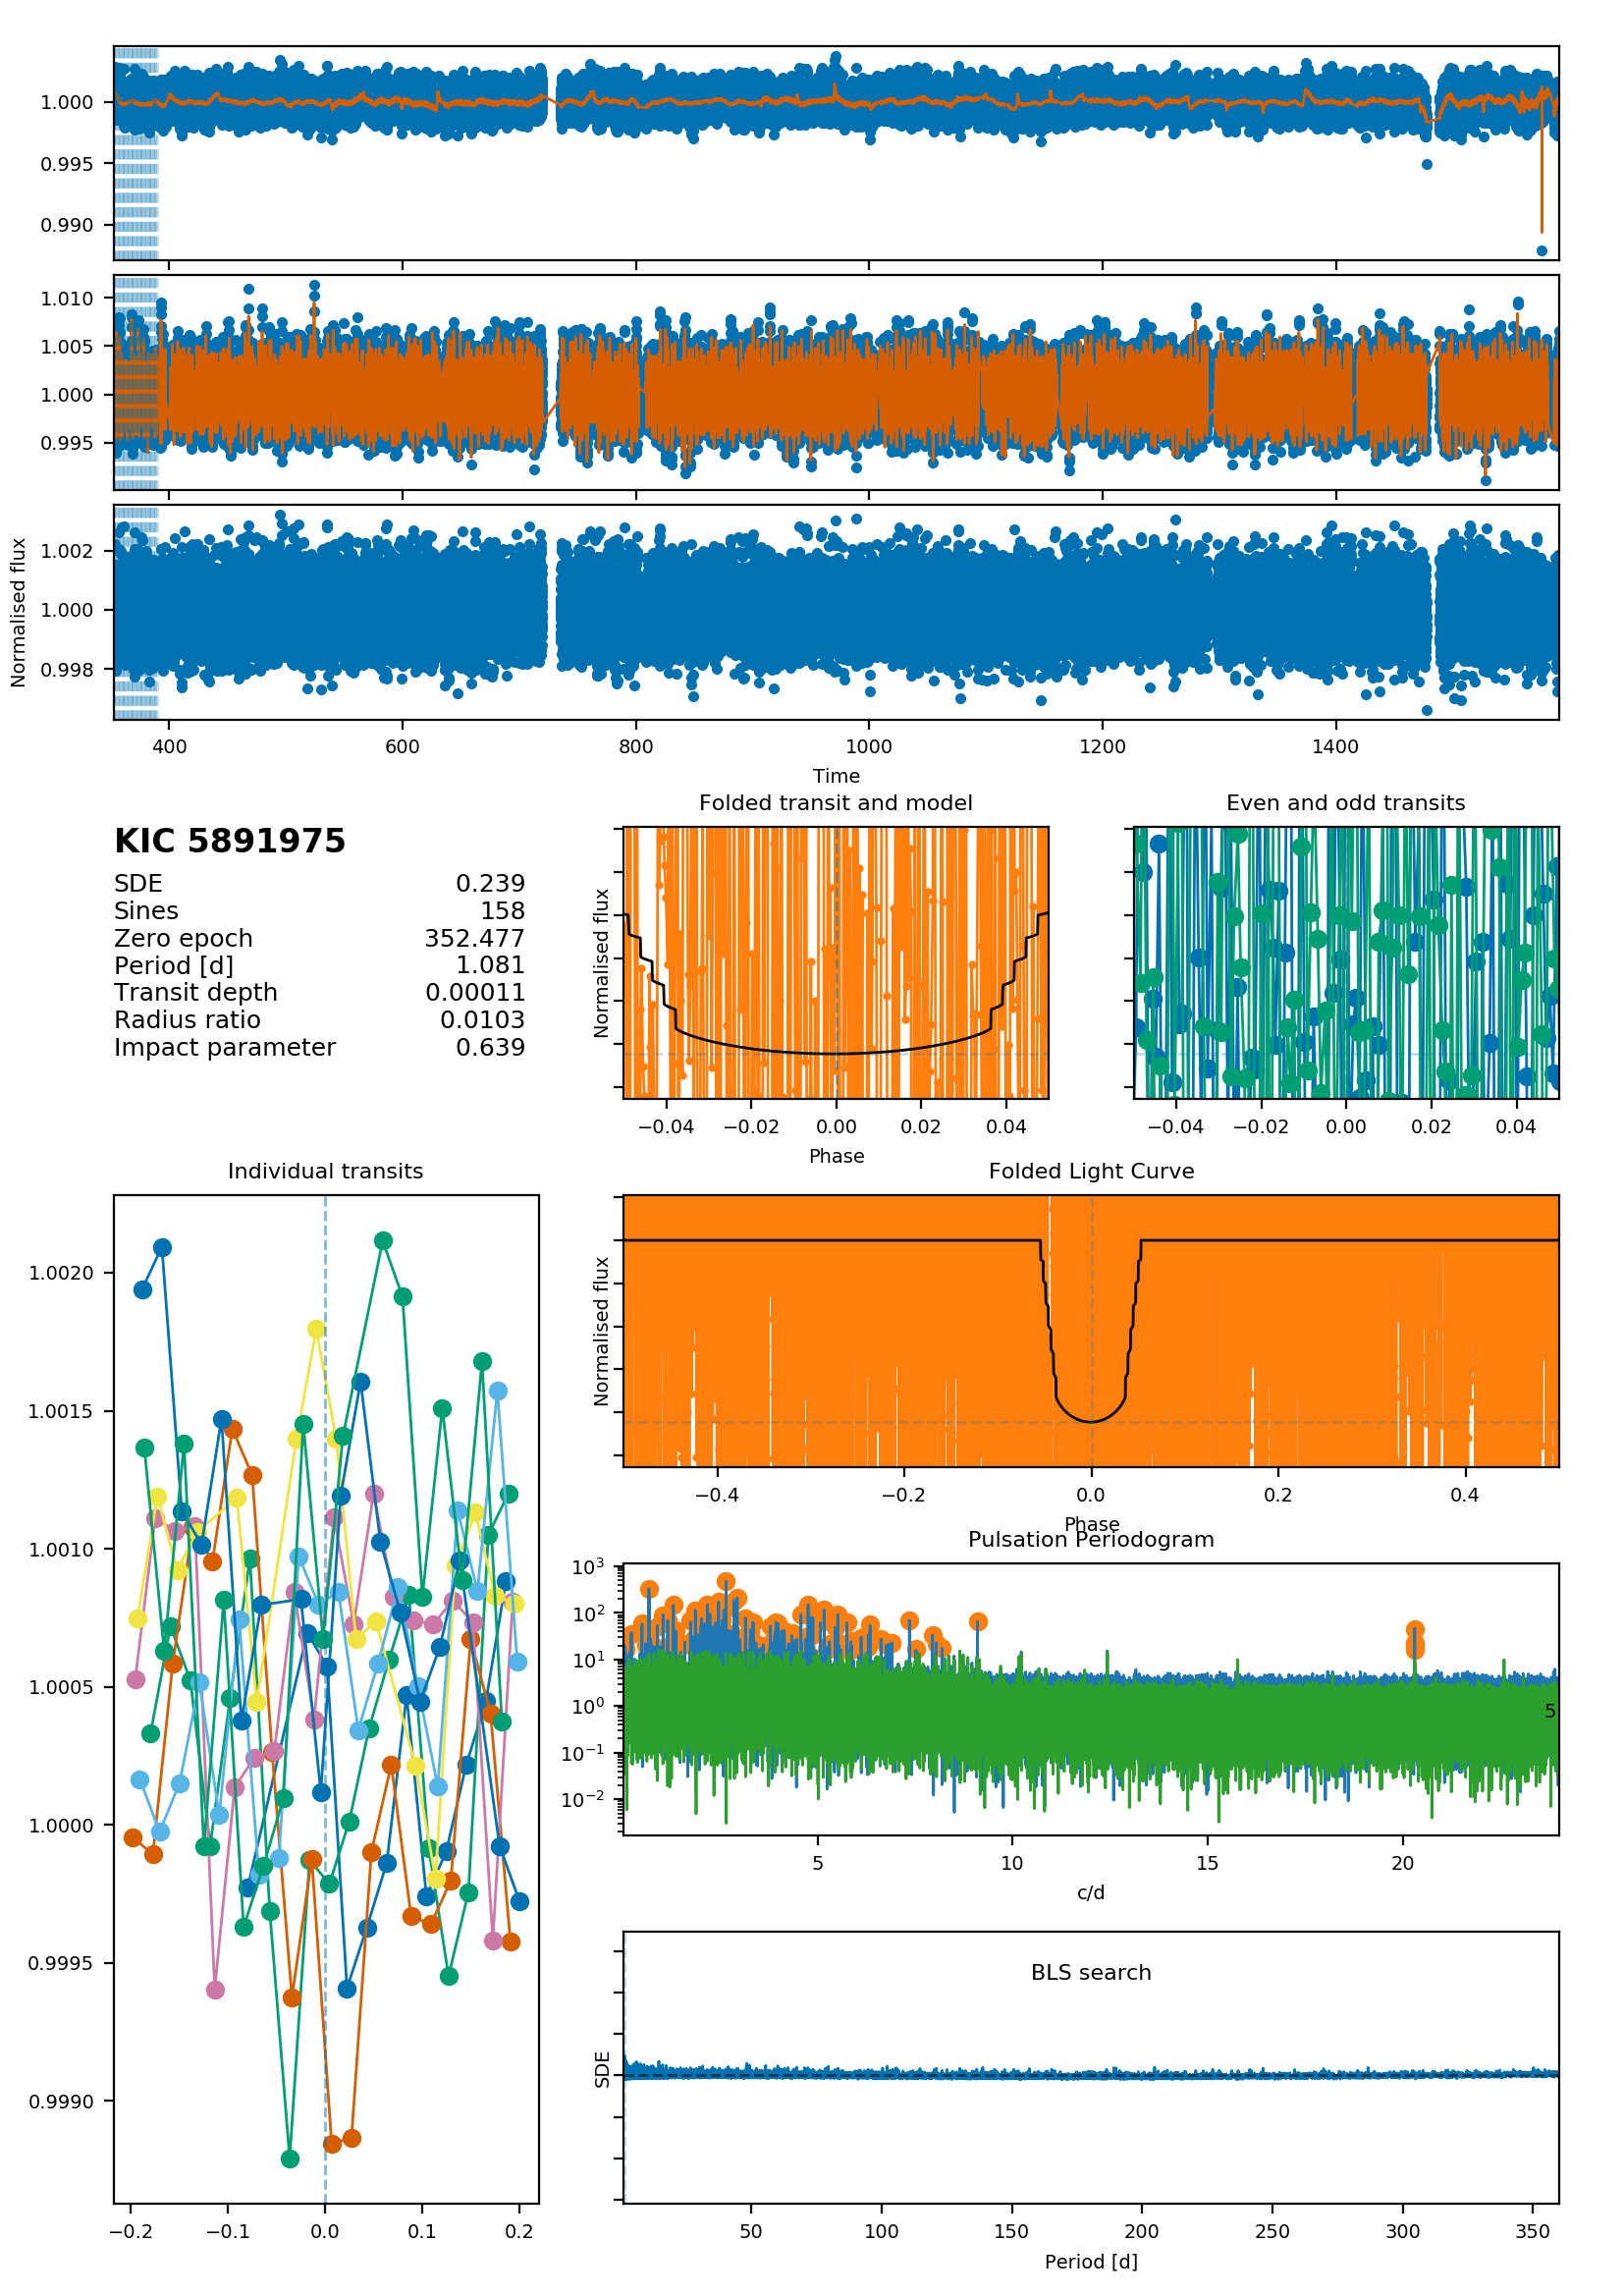 1.000
0.995
0.990
1.010
1.005
1.000
0.995
Normalised flux
1.002
1.000
0.998
400 600 800 1000 1200 1400
Time
KIC 5891975
SDE 0.239
Sines 158
Zero epoch 352.477
Period [d] 1.081
Transit depth 0.00011
Radius ratio 0.0103
Impact parameter 0.639
Folded transit and model
Normalised flux
−0.04 −0.02 0.00 0.02 0.04
Phase
Even and odd transits
−0.04 −0.02 0.00 0.02 0.04
Individual transits
1.0020
1.0015
1.0010
1.0005
1.0000
0.9995
0.9990
−0.2 −0.1 0.0 0.1 0.2
Folded Light Curve
Normalised flux
−0.4 −0.2 0.0 0.2 0.4
Phase
Pulsation Periodogram
10³
10²
10¹
10⁰
10⁻¹
10⁻²
5
5 10 15 20
c/d
BLS search
SDE
50 100 150 200 250 300 350
Period [d]